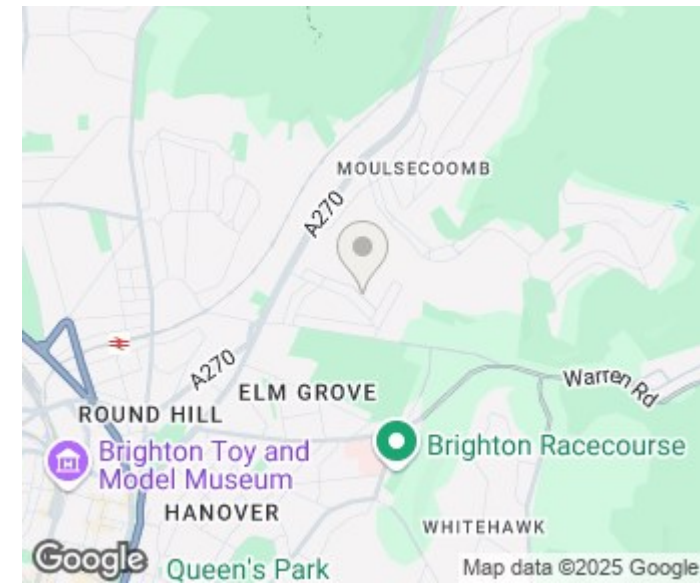 MOULSECOOMB
A270
A270
Warren Rd
ELM GROVE
ROUND HILL
Brighton Toy and
Model Museum
Brighton Racecourse
HANOVER
WHITEHAWK
Google
Queen's Park
Map data ©2025 Google